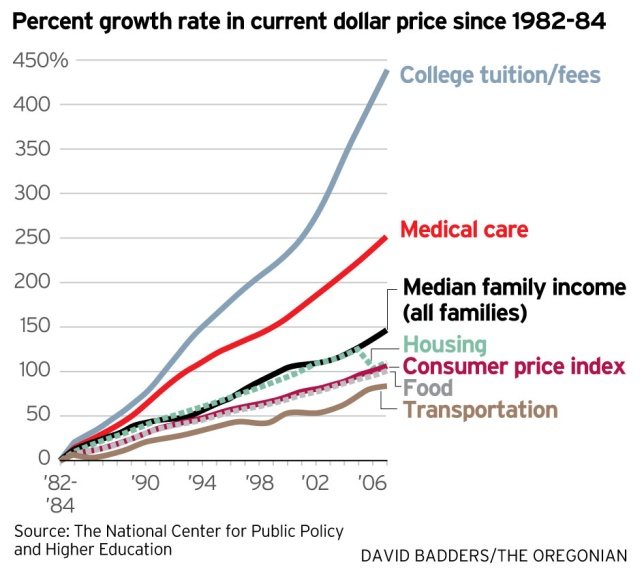 Percent growth rate in current dollar price since 1982-84
450%
College tuition/fees
400
350
300
250
Medical care
200
Median family income
(all families)
150
Housing
100
Consumer price index
Food
50
Transportation
0
'82-
'84
'90
'94
'98
'02
'06
Source: The National Center for Public Policy
and Higher Education
DAVID BADDERS/THE OREGONIAN